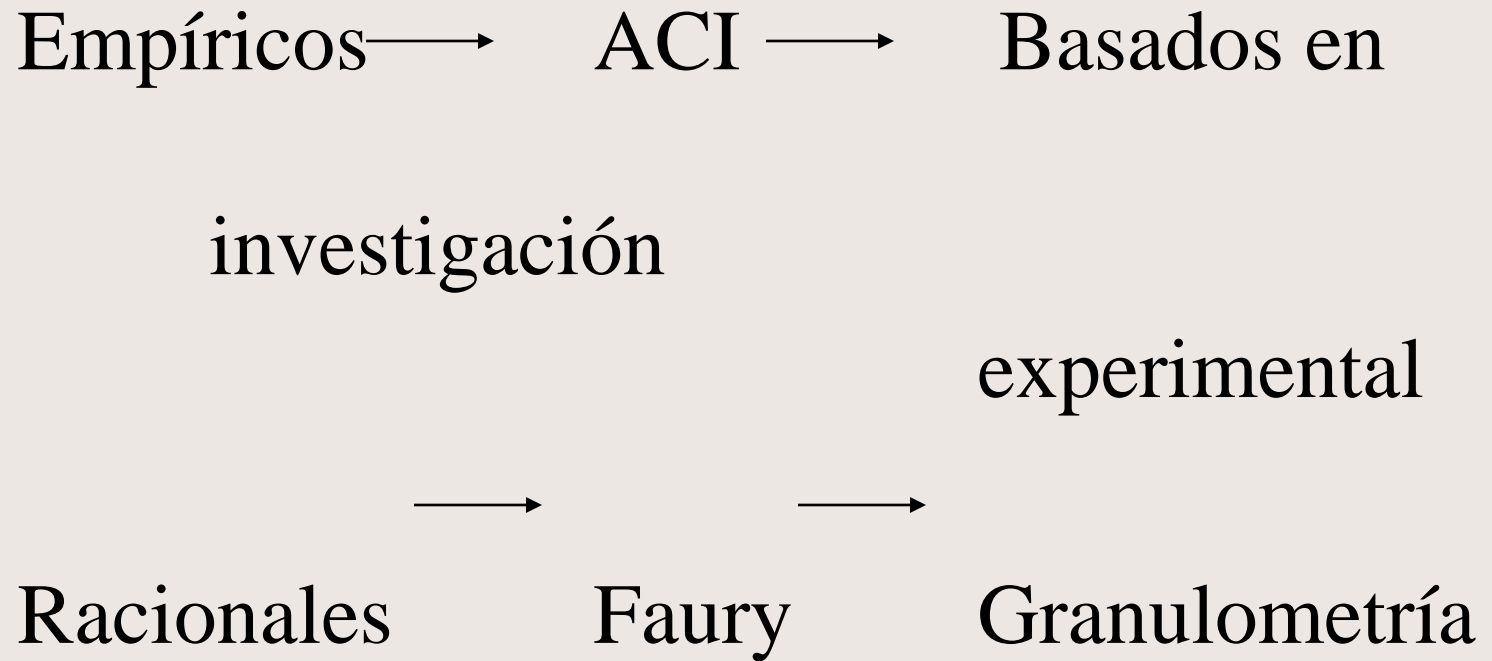 Empíricos ACI Basados en
investigación
experimental
Racionales Faury Granulometría